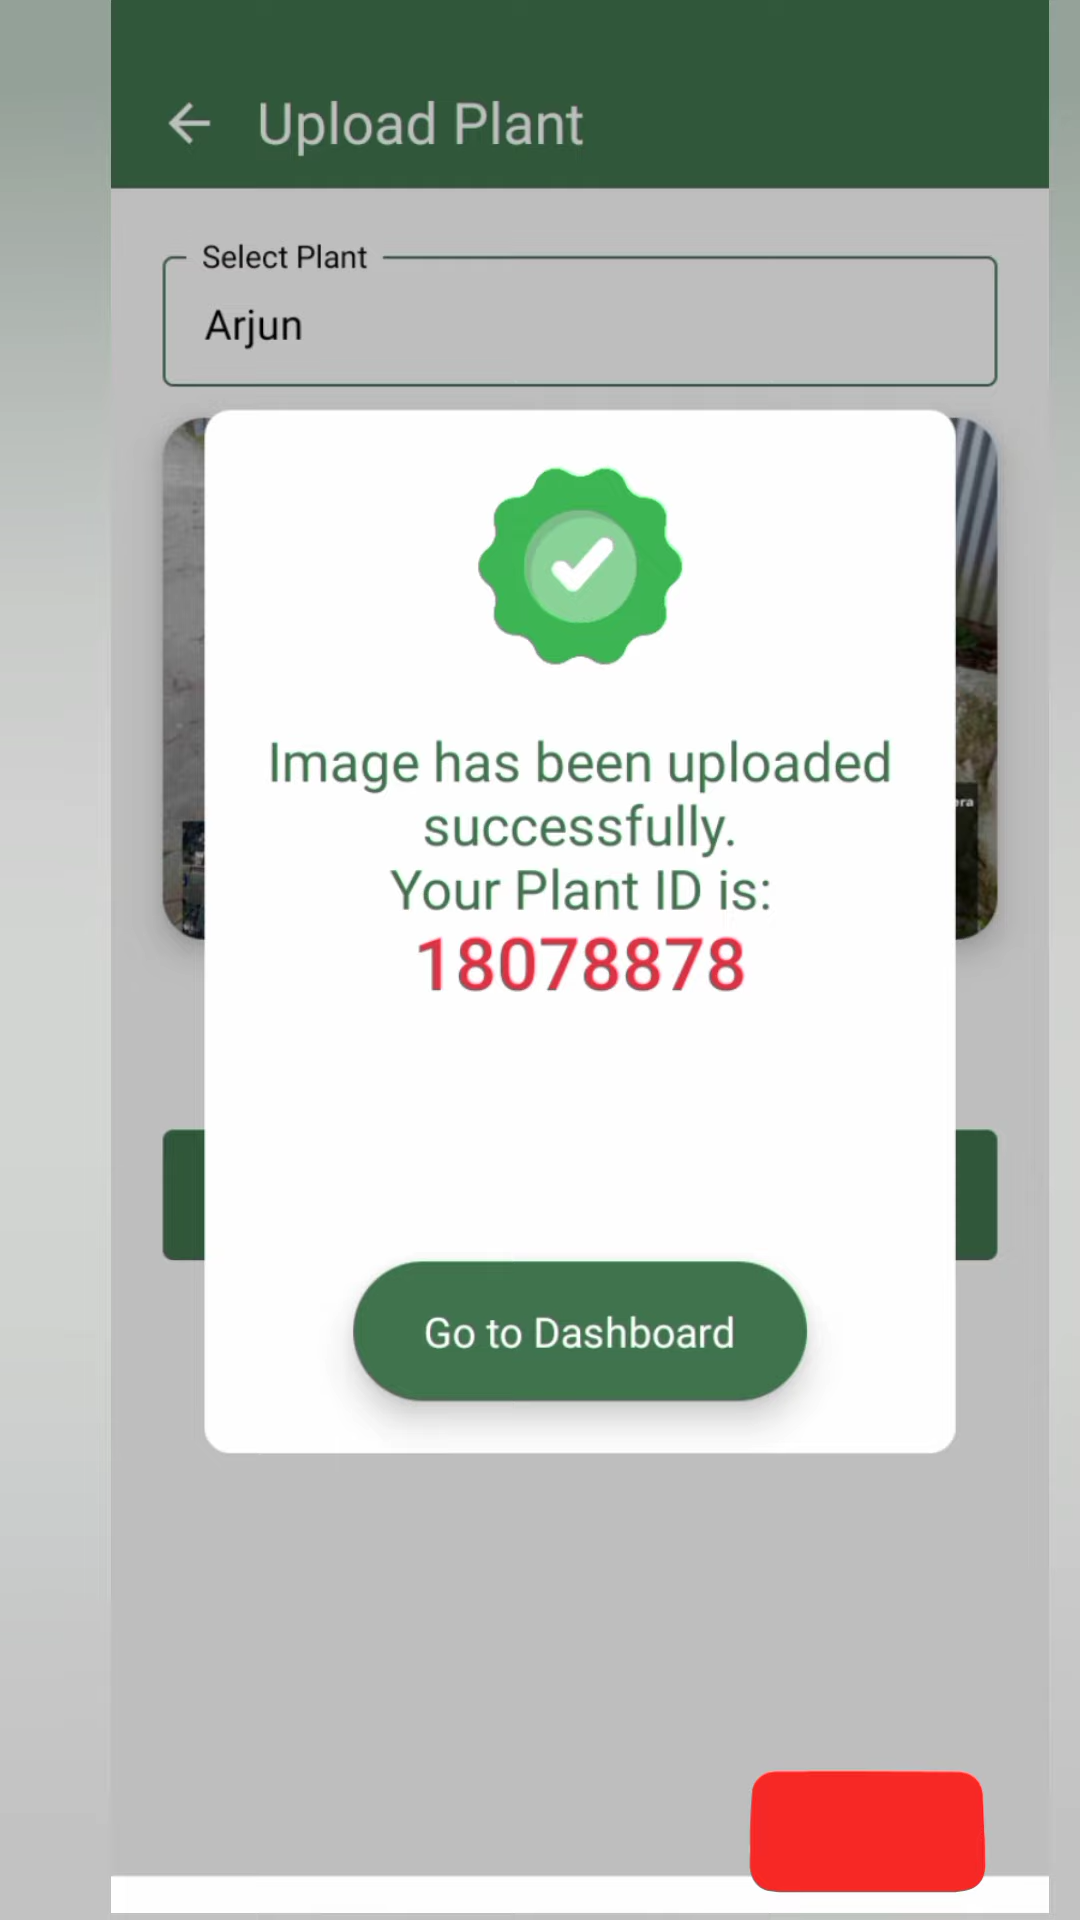 Upload Plant
Select Plant
Arjun
Image has been uploaded
successfully.
Your Plant ID is:
18078878
Go to Dashboard